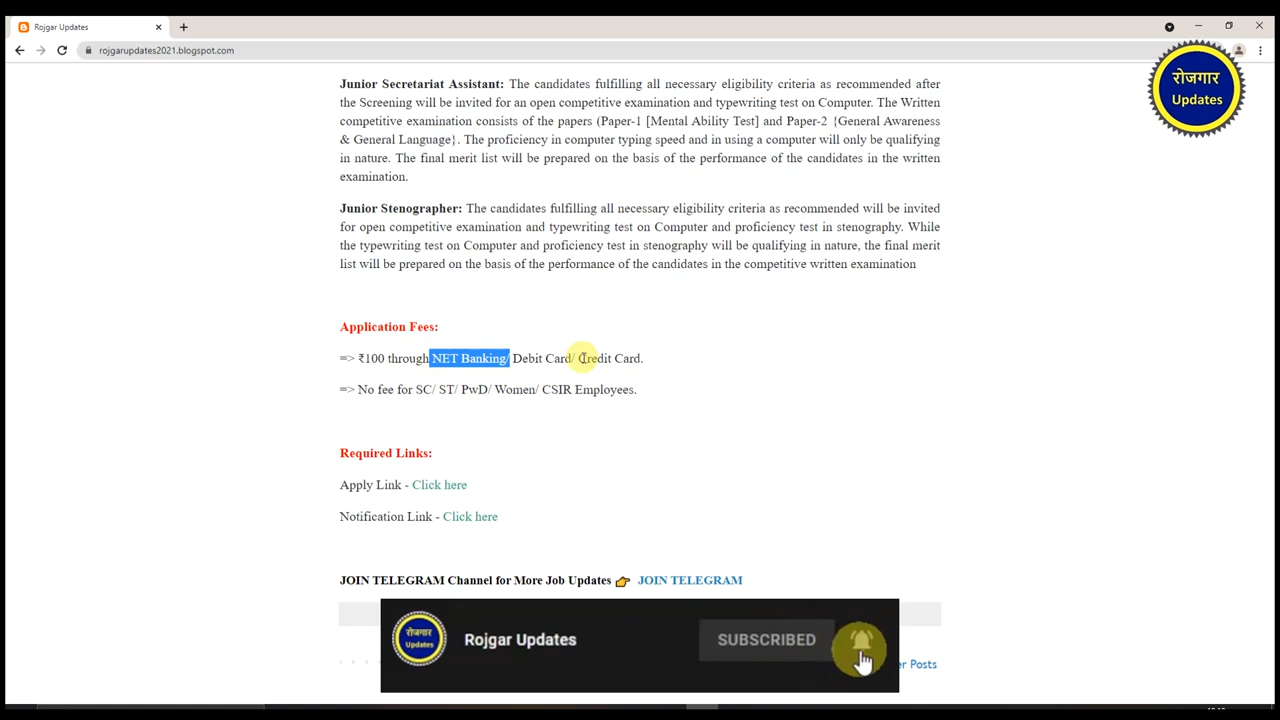 Rojgar Updates
rojgarupdates2021.blogspot.com
रोजगार
Updates
Junior Secretariat Assistant: The candidates fulfilling all necessary eligibility criteria as recommended after
the Screening will be invited for an open competitive examination and typewriting test on Computer. The Written
competitive examination consists of the papers (Paper-1 [Mental Ability Test] and Paper-2 {General Awareness
& General Language}. The proficiency in computer typing speed and in using a computer will only be qualifying
in nature. The final merit list will be prepared on the basis of the performance of the candidates in the written
examination.
Junior Stenographer: The candidates fulfilling all necessary eligibility criteria as recommended will be invited
for open competitive examination and typewriting test on Computer and proficiency test in stenography. While
the typewriting test on Computer and proficiency test in stenography will be qualifying in nature, the final merit
list will be prepared on the basis of the performance of the candidates in the competitive written examination
Application Fees:
=> ₹100 through NET Banking/ Debit Card/ Credit Card.
=> No fee for SC/ ST/ PwD/ Women/ CSIR Employees.
Required Links:
Apply Link - Click here
Notification Link - Click here
JOIN TELEGRAM Channel for More Job Updates 👉 JOIN TELEGRAM
रोजगार
Updates
Rojgar Updates
SUBSCRIBED
Posts